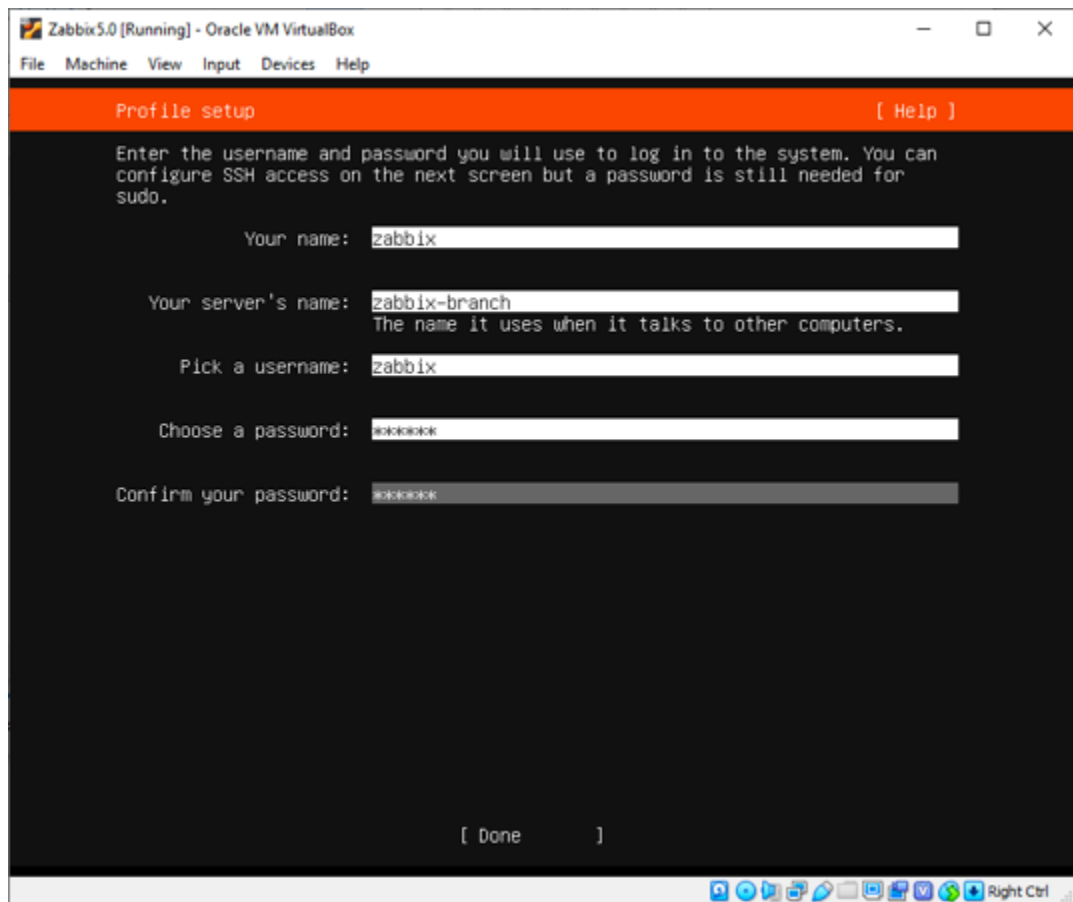 Zabbix5.0 [Running] - Oracle VM VirtualBox
File Machine View Input Devices Help
Profile setup [ Help ]
Enter the username and password you will use to log in to the system. You can
configure SSH access on the next screen but a password is still needed for
sudo.
Your name: zabbix
Your server's name: zabbix-branch
The name it uses when it talks to other computers.
Pick a username: zabbix
Choose a password: ******
Confirm your password: ******
[ Done ]
Right Ctrl